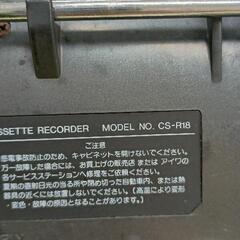 SSETTE RECORDER MODEL NO. CS-R18
ご注意
感電事故防止のため、キャビネットを開けないでください。
万一故障した場合には、お買上げの販売店または アイワの
各サービスステーションへ修理をご依頼ください。
夏期の直射日光の当る所や閉め切った自動車内、または熱
器具の近くには放置しないでください。(高温により変形
・変色、故障の原因となることがあります。)